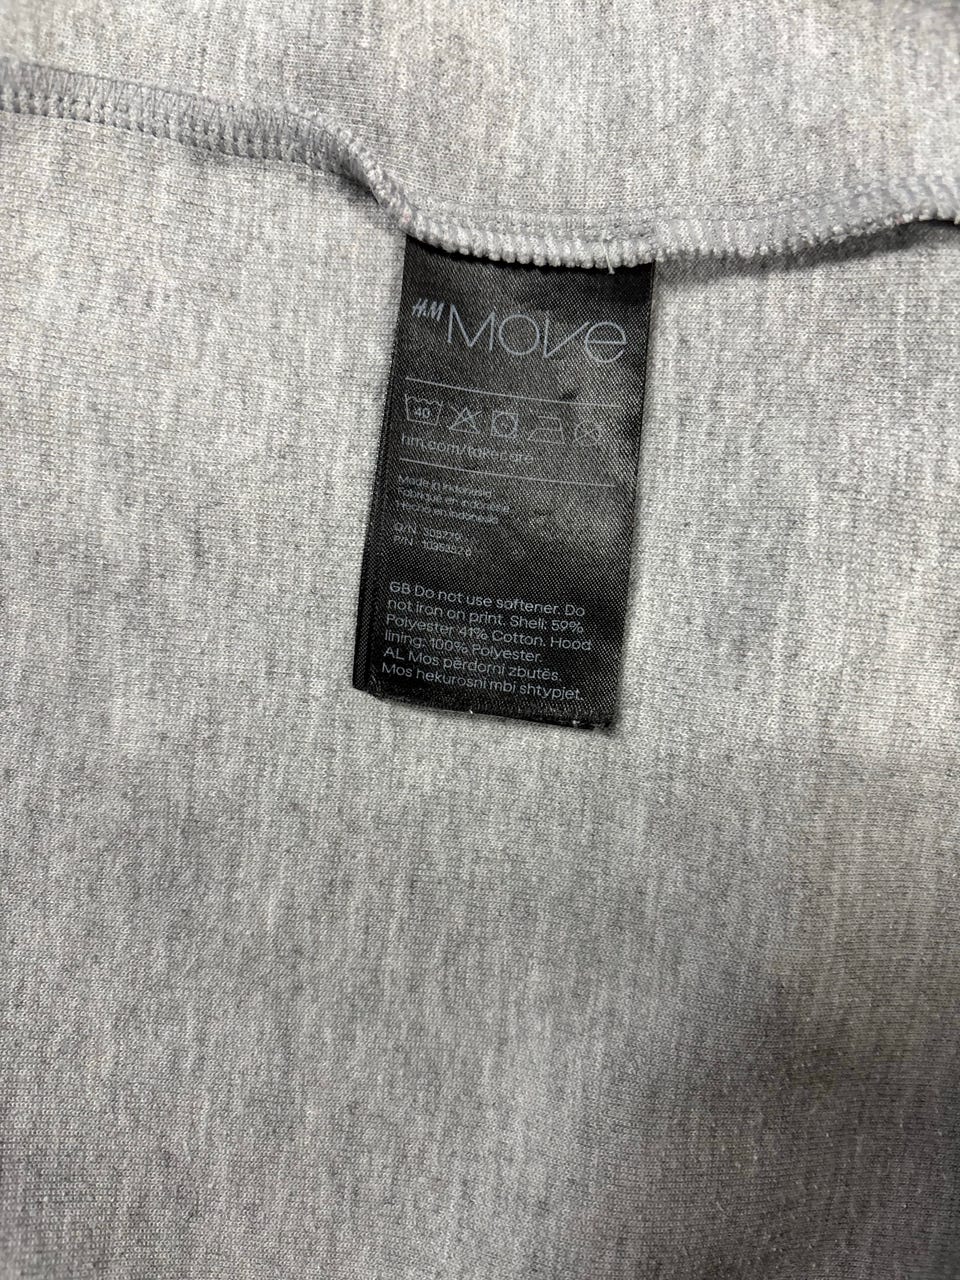 H&M MOVE
40
hm.com/takecare
Made in Indonesia
Fabriqué en Indonésie
Hecho en Indonesia
O/N
P/N
GB Do not use softener. Do
not iron on print. Shell: 59%
Polyester 41% Cotton. Hood
lining: 100% Polyester.
AL Mos përdorni zbutës.
Mos hekurosni mbi shtypjet.